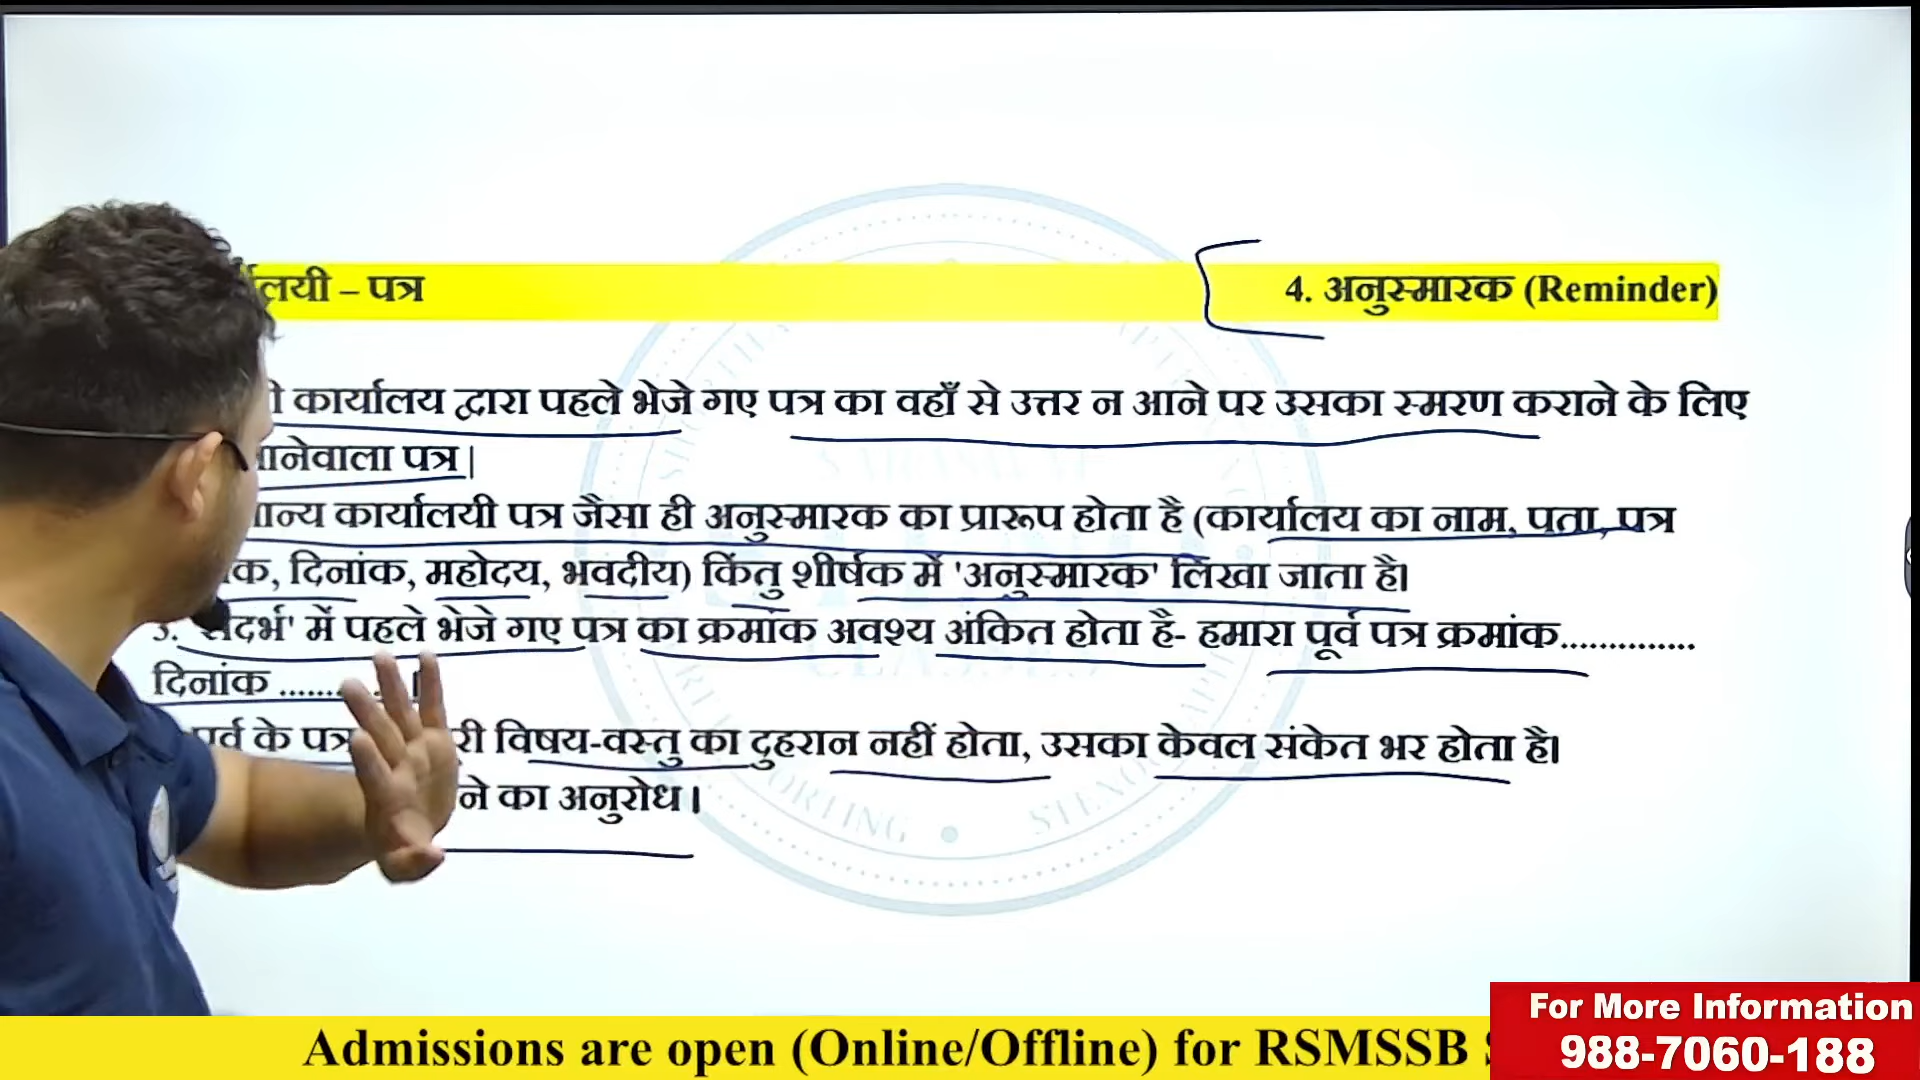 – पत्र
4. अनुस्मारक (Reminder)
कार्यालय द्वारा पहले भेजे गए पत्र का वहाँ से उत्तर न आने पर उसका स्मरण कराने के लिए
पत्र|
कार्यालयी पत्र जैसा ही अनुस्मारक का प्रारूप होता है (कार्यालय का नाम, पता, पत्र
दिनांक, महोदय, भवदीय) किंतु शीर्षक में 'अनुस्मारक' लिखा जाता है।
में पहले भेजे गए पत्र का क्रमांक अवश्य अंकित होता है- हमारा पूर्व पत्र क्रमांक..............
दिनांक
के पत्र विषय-वस्तु का दुहरान नहीं होता, उसका केवल संकेत भर होता है।
का अनुरोध।
Admissions are open (Online/Offline) for RSMSSB
For More Information
988-7060-188